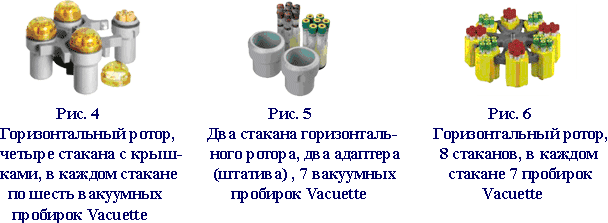 Рис. 4
Горизонтальный ротор,
четыре стакана с крыш-
ками, в каждом стакане
по шесть вакуумных
пробирок Vacuette
Рис. 5
Два стакана горизонталь-
ного ротора, два адаптера
(штатива) , 7 вакуумных
пробирок Vacuette
Рис. 6
Горизонтальный ротор,
8 стаканов, в каждом
стакане 7 пробирок
Vacuette